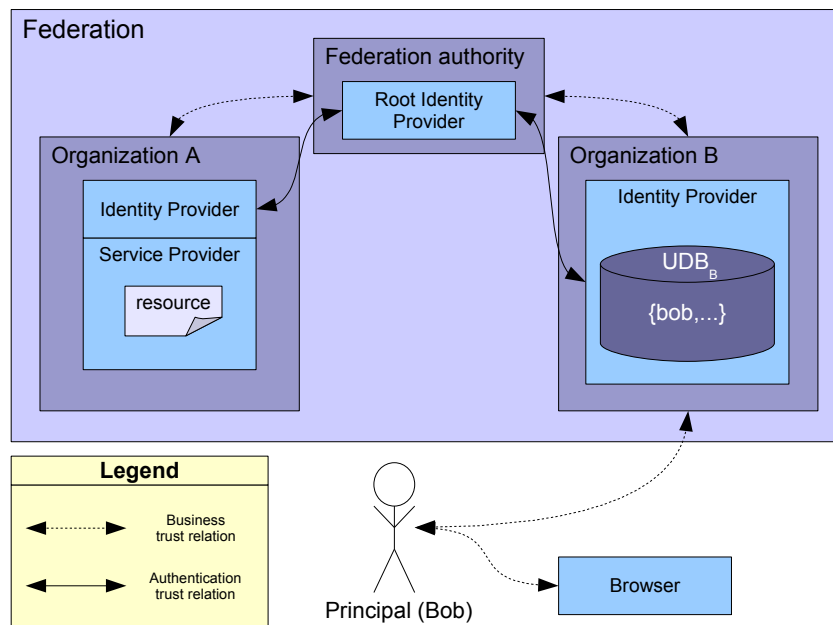 Federation
Federation authority
Root Identity
Provider
Organization A
Identity Provider
Service Provider
resource
Organization B
Identity Provider
UDB_B
{bob,...}
Legend
Business
trust relation
Authentication
trust relation
Principal (Bob)
Browser